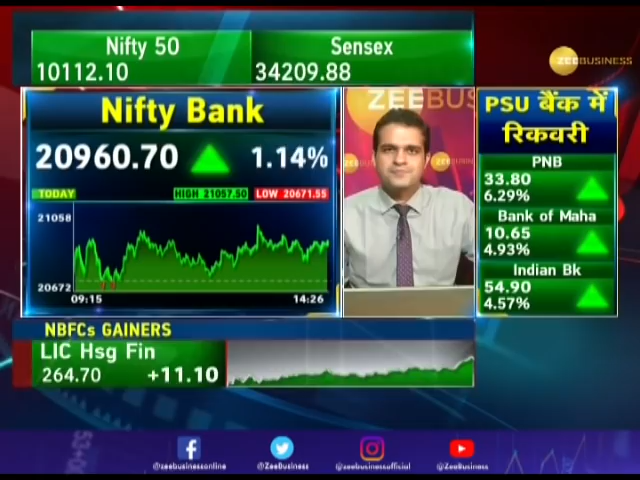 Nifty 50
10112.10
Sensex
34209.88
ZEEBUSINESS
Nifty Bank
20960.70
1.14%
TODAY
HIGH 21057.50
LOW 20671.55
21058
20672
09:15
14:26
ZEEBUS
PSU बैंक में
रिकवरी
PNB
33.80
6.29%
Bank of Maha
10.65
4.93%
Indian Bk
54.90
4.57%
NBFCs GAINERS
LIC Hsg Fin
264.70
+11.10
@zeebusinessonline
@ZeeBusiness
@zeebusinessofficial
@ZeeBusiness